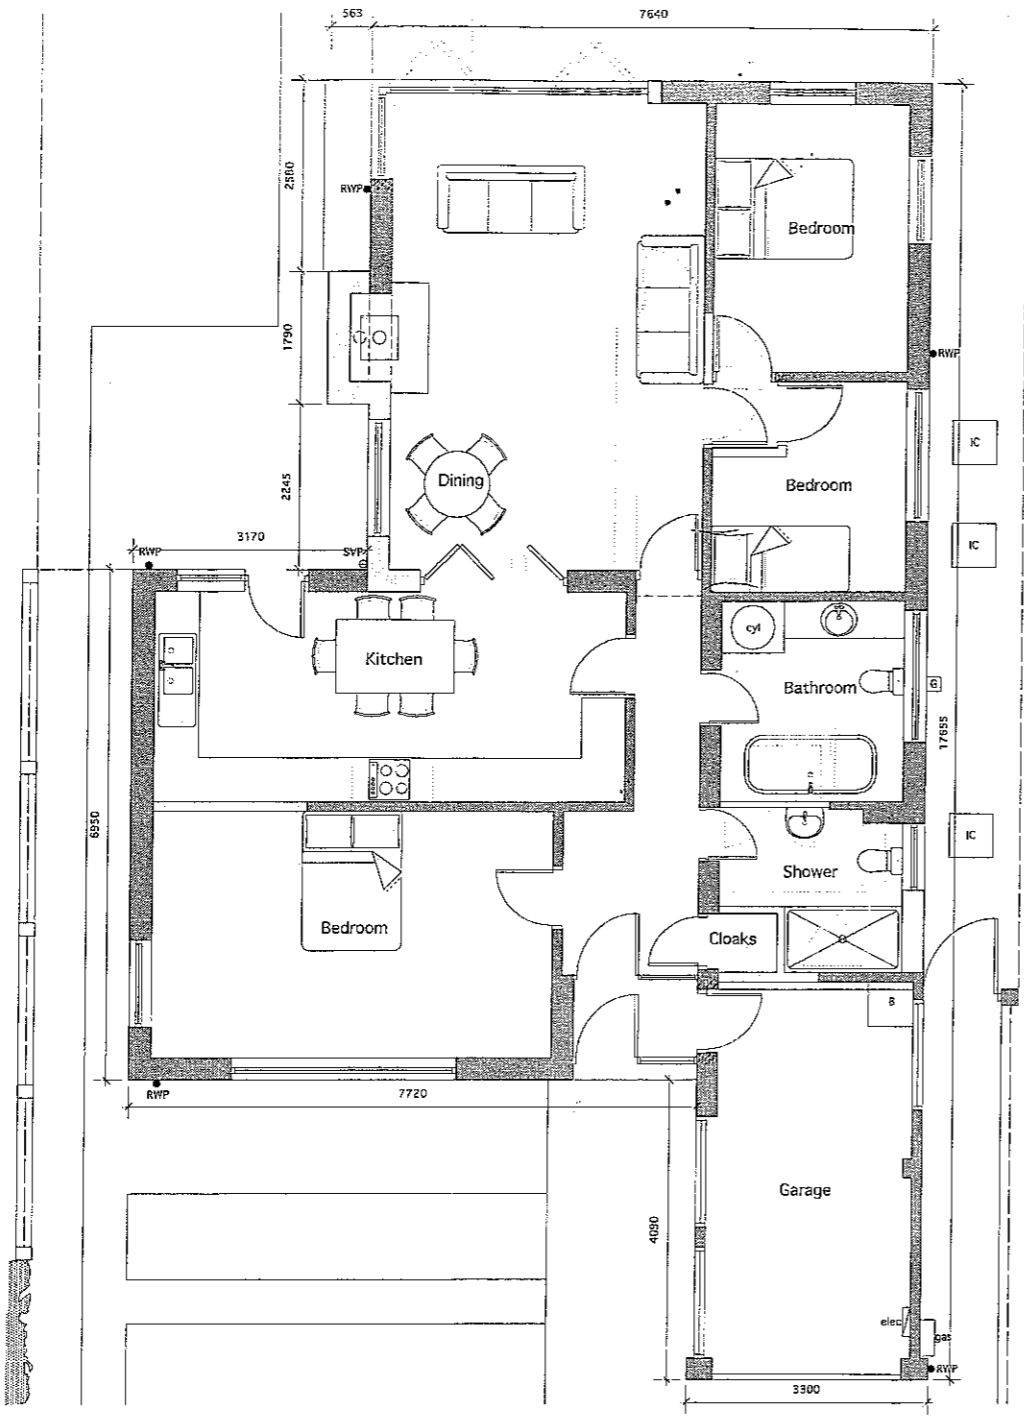 563
7640
2580
RWP
Bedroom
1790
RWP
IC
2245
Dining
Bedroom
3170
RWP
SVP
IC
cyl
Kitchen
Bathroom
G
17655
6950
IC
Shower
Bedroom
Cloaks
B
RWP
7720
Garage
4090
elec
gas
RWP
3300